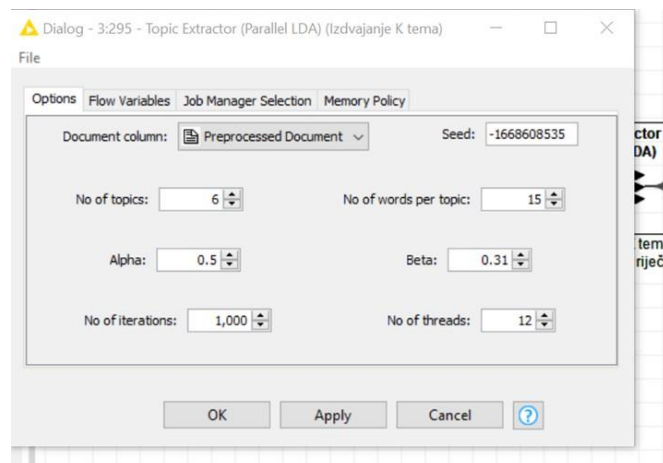 Dialog - 3:295 - Topic Extractor (Parallel LDA) (Izdvajanje K tema)
File
Options Flow Variables Job Manager Selection Memory Policy
Document column: Preprocessed Document Seed: -1668608535
No of topics: 6 No of words per topic: 15
Alpha: 0.5 Beta: 0.31
No of iterations: 1,000 No of threads: 12
OK Apply Cancel ?
ctor
DA)
tem
riječ